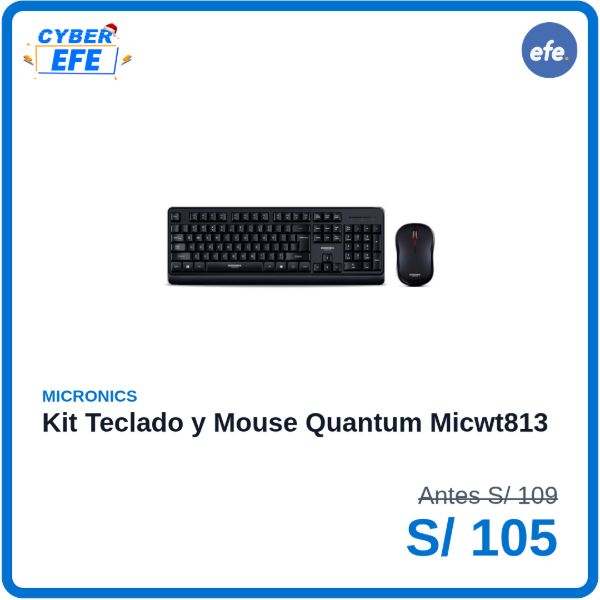 CYBER
EFE
efe.
MICRONICS
Kit Teclado y Mouse Quantum Micwt813
Antes S/ 109
S/ 105